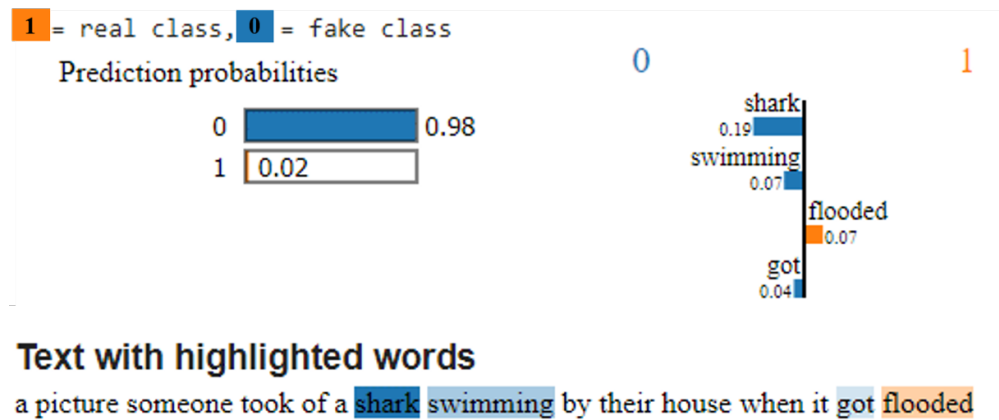 1 = real class, 0 = fake class
Prediction probabilities
0 0.98
1 0.02
0 1
shark
0.19
swimming
0.07
flooded
0.07
got
0.04
Text with highlighted words
a picture someone took of a shark swimming by their house when it got flooded